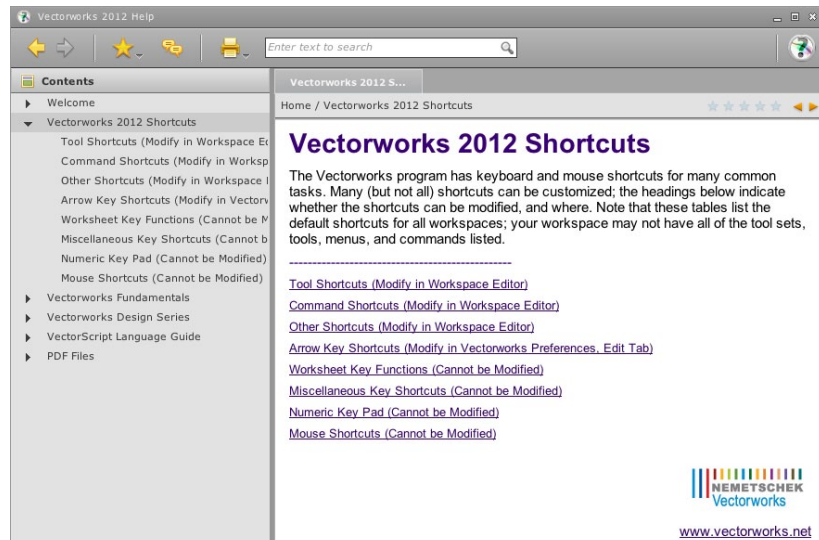 Vectorworks 2012 Help
Enter text to search
Contents
Welcome
Vectorworks 2012 Shortcuts
Tool Shortcuts (Modify in Workspace Ec
Command Shortcuts (Modify in Worksp
Other Shortcuts (Modify in Workspace I
Arrow Key Shortcuts (Modify in Vectorw
Worksheet Key Functions (Cannot be M
Miscellaneous Key Shortcuts (Cannot b
Numeric Key Pad (Cannot be Modified)
Mouse Shortcuts (Cannot be Modified)
Vectorworks Fundamentals
Vectorworks Design Series
VectorScript Language Guide
PDF Files
Vectorworks 2012 S...
Home / Vectorworks 2012 Shortcuts
Vectorworks 2012 Shortcuts
The Vectorworks program has keyboard and mouse shortcuts for many common
tasks. Many (but not all) shortcuts can be customized; the headings below indicate
whether the shortcuts can be modified, and where. Note that these tables list the
default shortcuts for all workspaces; your workspace may not have all of the tool sets,
tools, menus, and commands listed.
------------------------------------------------
Tool Shortcuts (Modify in Workspace Editor)
Command Shortcuts (Modify in Workspace Editor)
Other Shortcuts (Modify in Workspace Editor)
Arrow Key Shortcuts (Modify in Vectorworks Preferences, Edit Tab)
Worksheet Key Functions (Cannot be Modified)
Miscellaneous Key Shortcuts (Cannot be Modified)
Numeric Key Pad (Cannot be Modified)
Mouse Shortcuts (Cannot be Modified)
NEMETSCHEK
Vectorworks
www.vectorworks.net